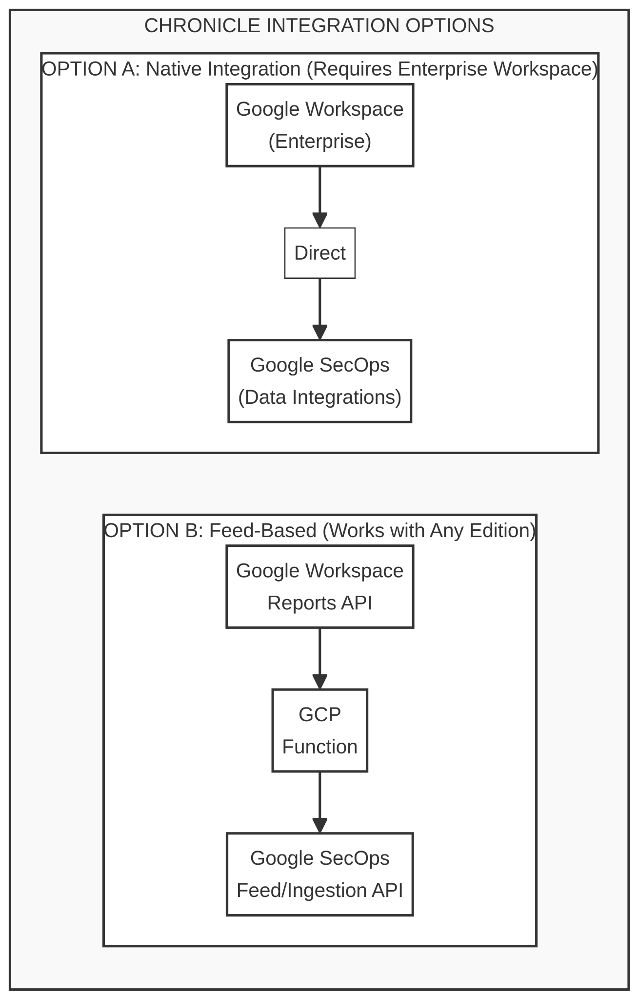 CHRONICLE INTEGRATION OPTIONS
OPTION A: Native Integration (Requires Enterprise Workspace)
Google Workspace
(Enterprise)
Direct
Google SecOps
(Data Integrations)
OPTION B: Feed-Based (Works with Any Edition)
Google Workspace
Reports API
GCP
Function
Google SecOps
Feed/Ingestion API